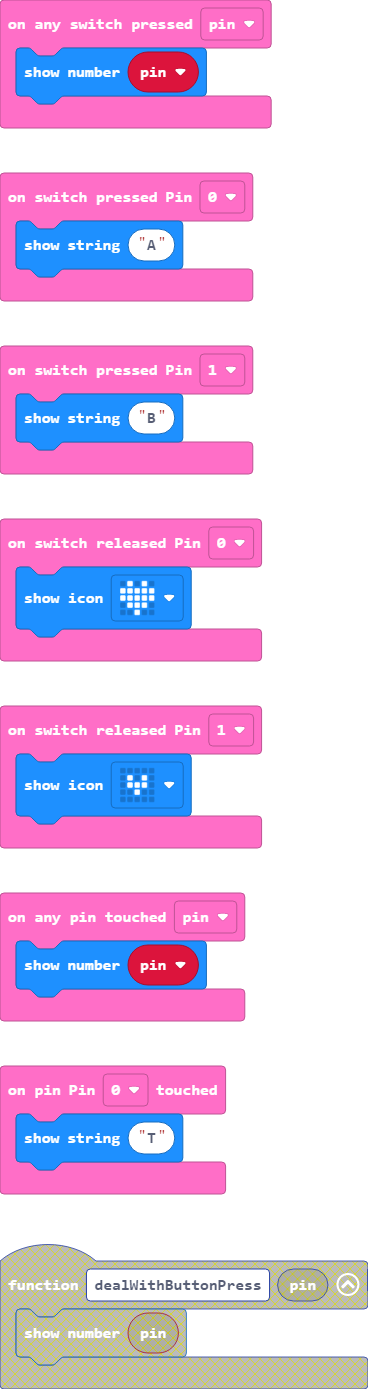 on any switch pressed pin
show number pin
on switch pressed Pin 0
show string "A"
on switch pressed Pin 1
show string "B"
on switch released Pin 0
show icon
on switch released Pin 1
show icon
on any pin touched pin
show number pin
on pin Pin 0 touched
show string "T"
function dealWithButtonPress pin
show number pin